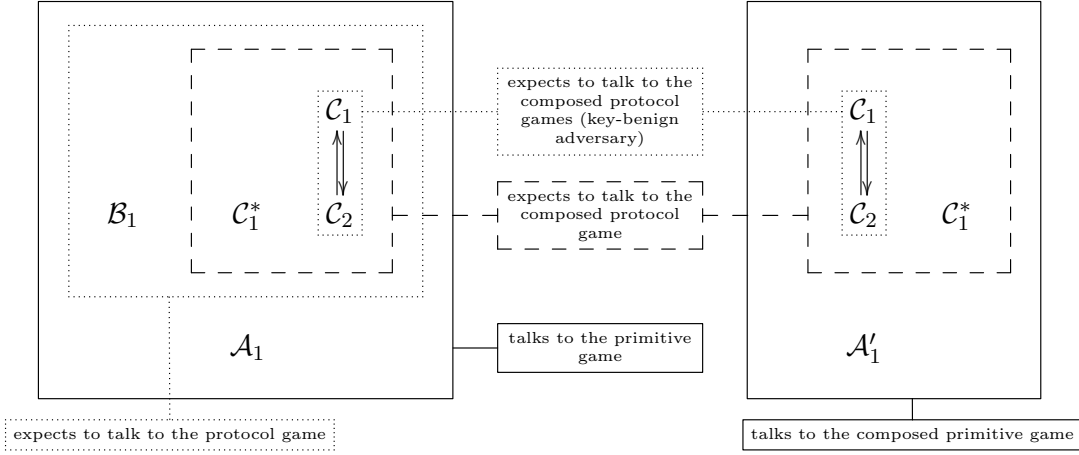 expects to talk to the
composed protocol
games (key-benign
adversary)
𝒞₁
𝒞₁
ℬ₁
𝒞₁*
𝒞₂
expects to talk to the
composed protocol
game
𝒞₂
𝒞₁*
𝒜₁
talks to the primitive
game
𝒜′₁
expects to talk to the protocol game
talks to the composed primitive game